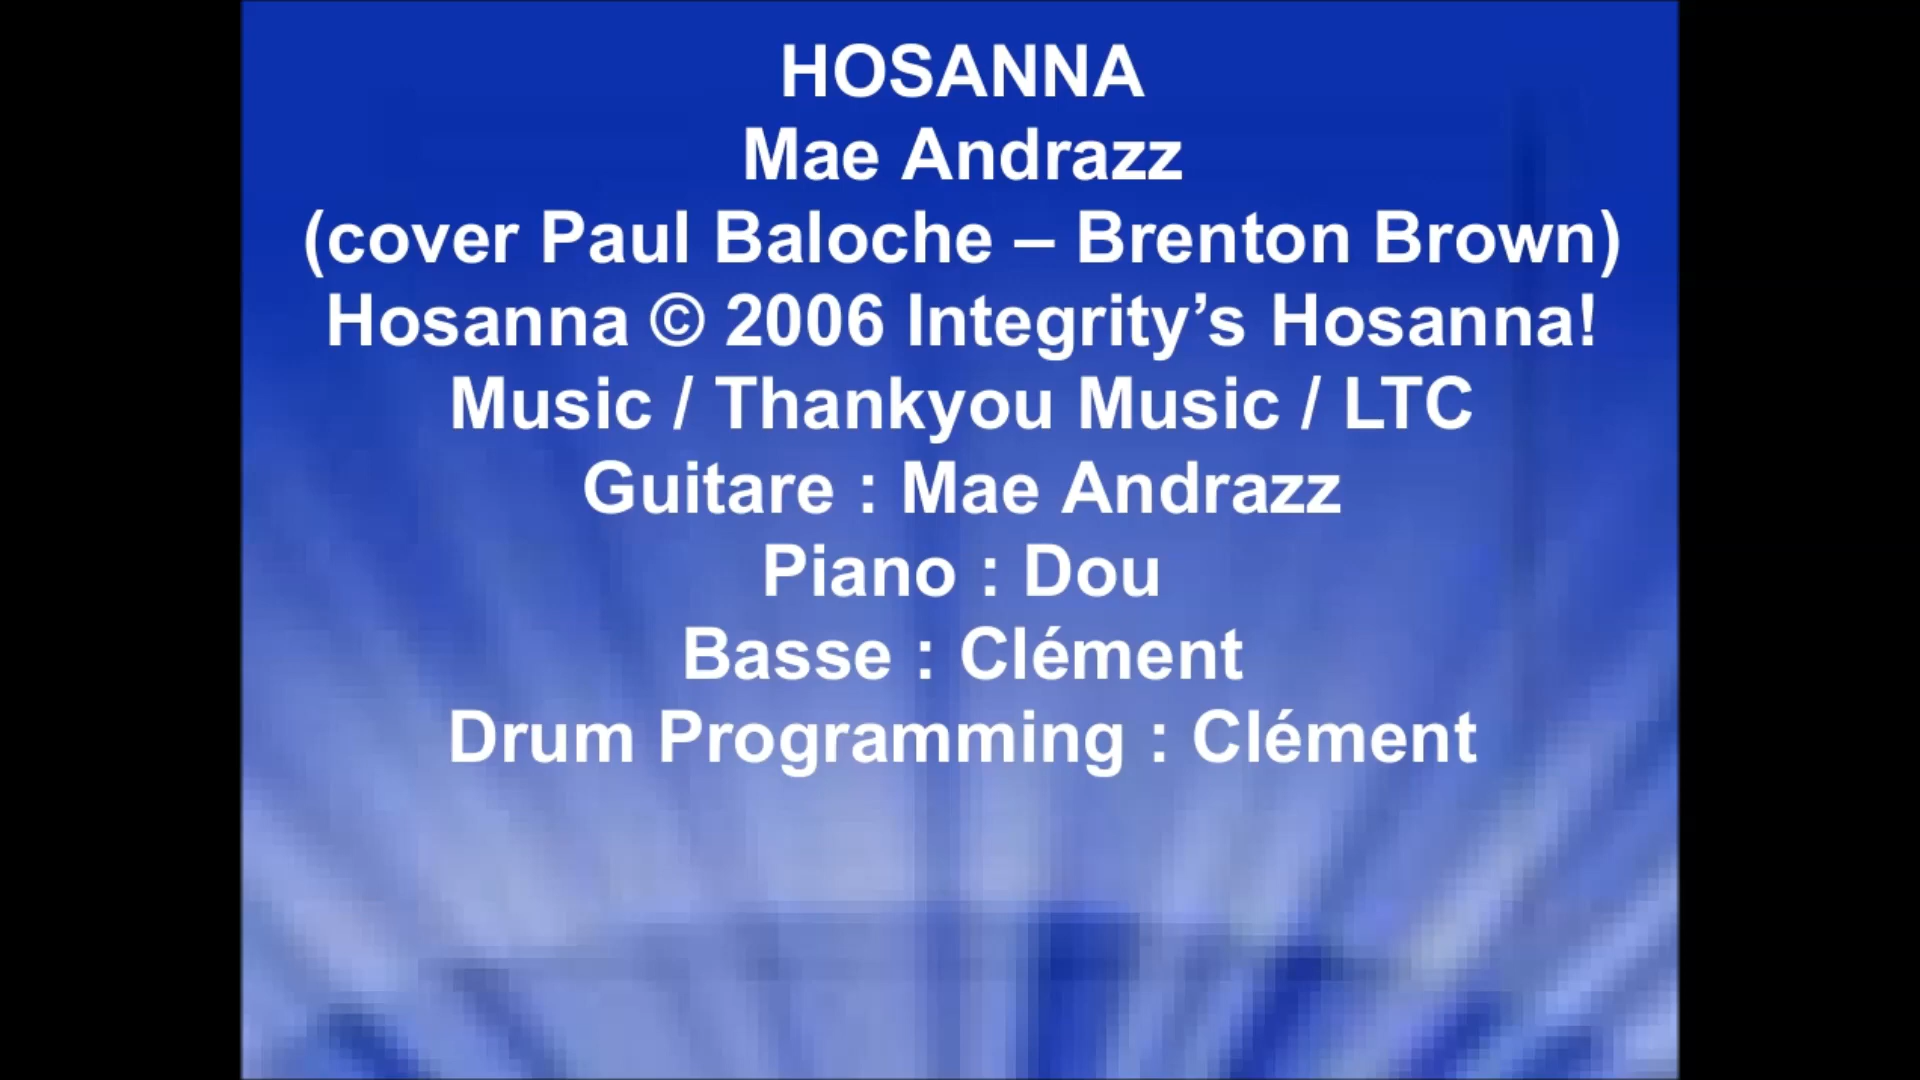 HOSANNA
Mae Andrazz
(cover Paul Baloche – Brenton Brown)
Hosanna © 2006 Integrity’s Hosanna!
Music / Thankyou Music / LTC
Guitare : Mae Andrazz
Piano : Dou
Basse : Clément
Drum Programming : Clément